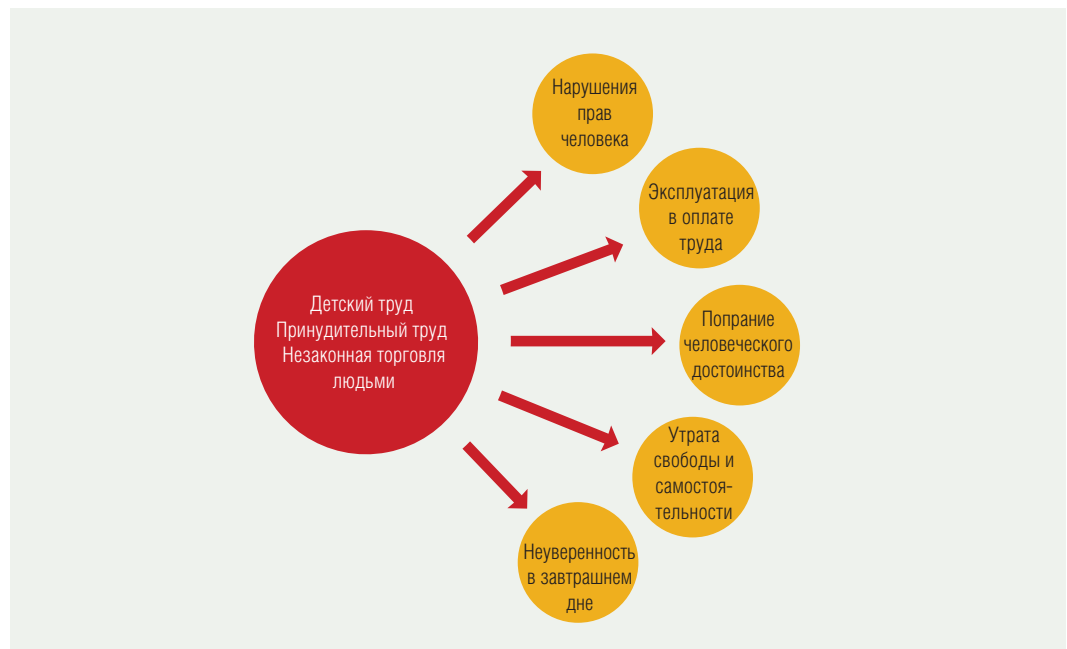 Нарушения
прав
человека
Эксплуатация
в оплате
труда
Детский труд
Принудительный труд
Незаконная торговля
людьми
Попрание
человеческого
достоинства
Утрата
свободы и
самостоя-
тельности
Неуверенность
в завтрашнем
дне